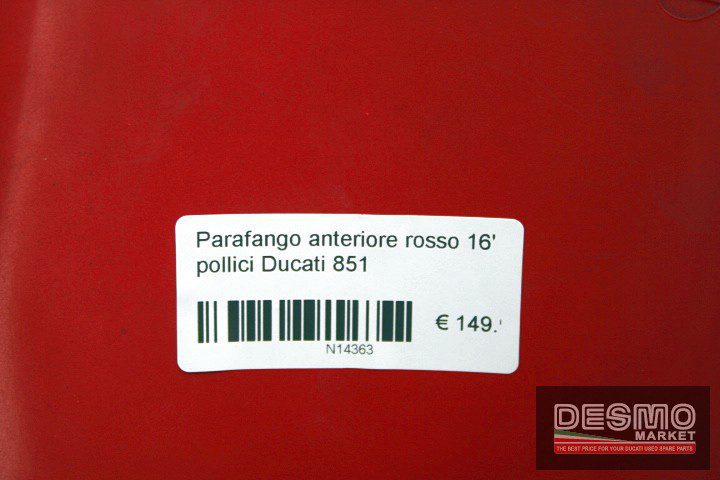 Parafango anteriore rosso 16'
pollici Ducati 851
€ 149.
N14363
DESMO
MARKET
THE BEST PRICE FOR YOUR DUCATI USED SPARE PARTS